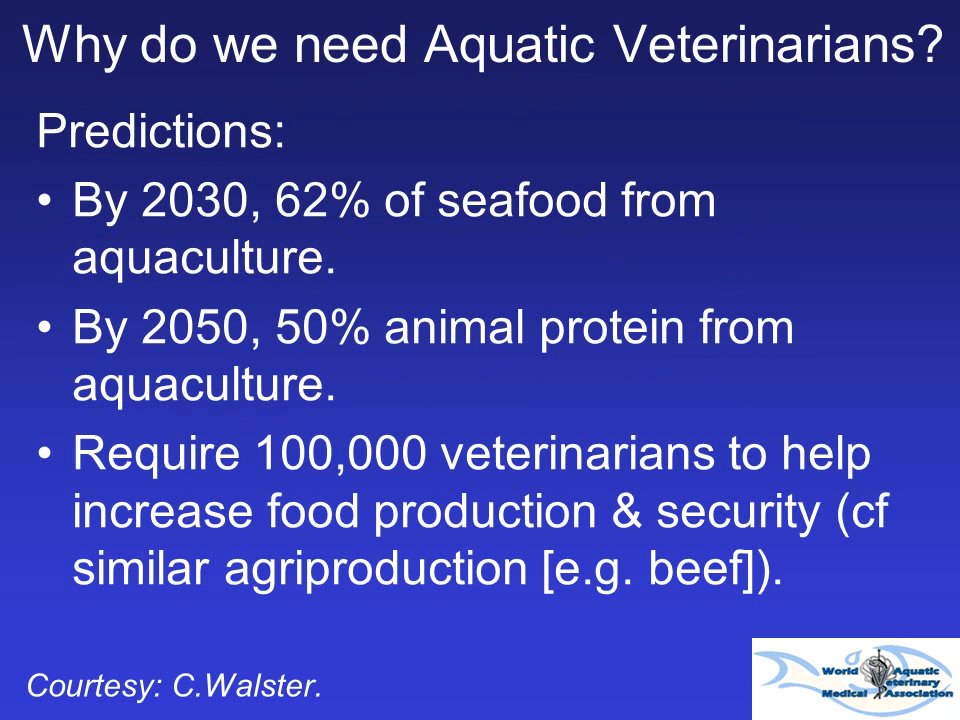 Why do we need Aquatic Veterinarians?
Predictions:
• By 2030, 62% of seafood from
aquaculture.
• By 2050, 50% animal protein from
aquaculture.
• Require 100,000 veterinarians to help
increase food production & security (cf
similar agriproduction [e.g. beef]).
Courtesy: C.Walster.
World Aquatic
Veterinary
Medical Association